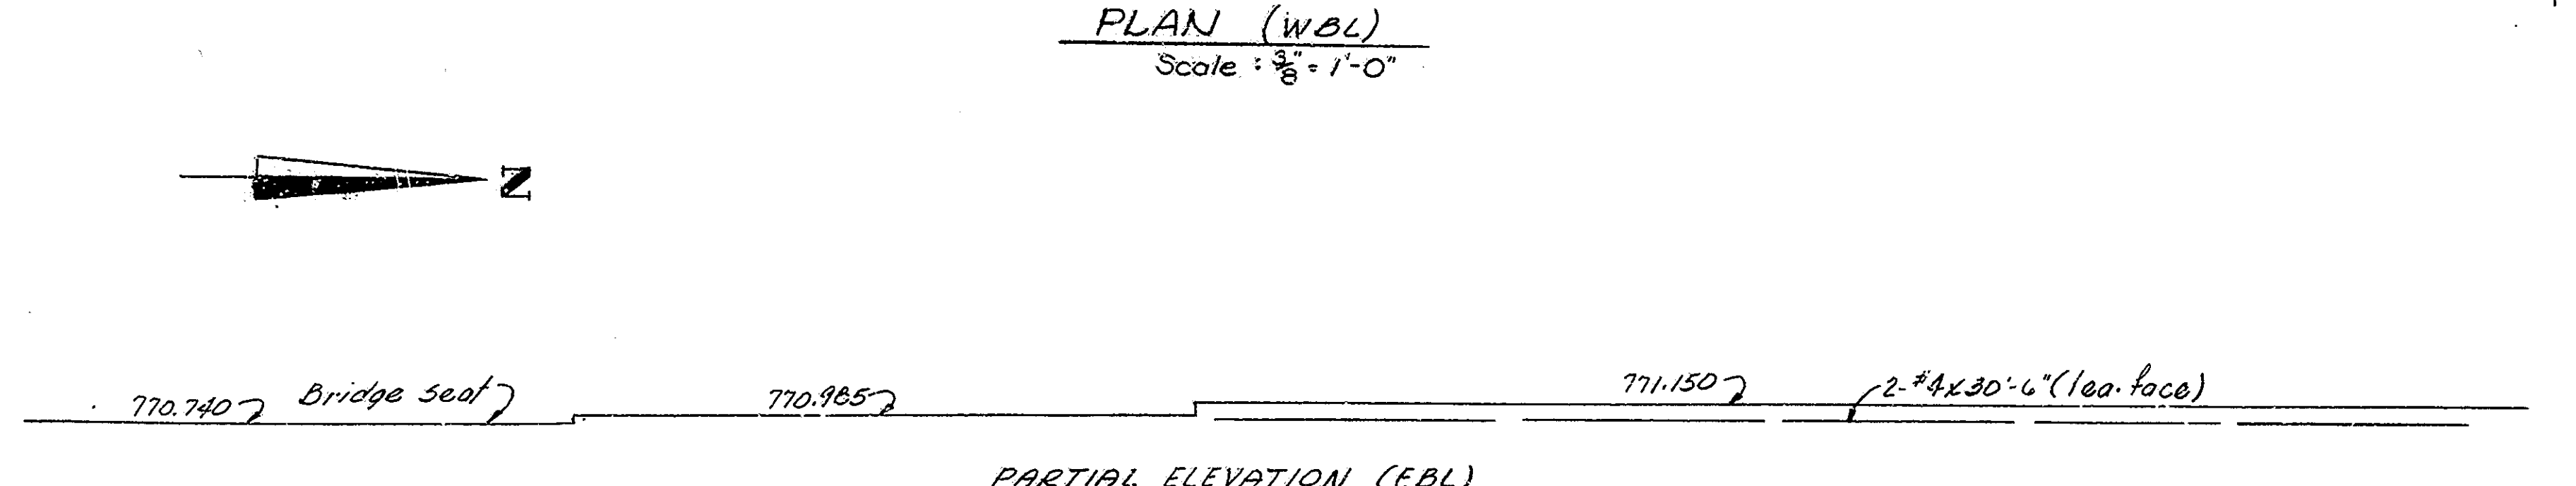 PLAN (WBL)
Scale : 3/8" = 1'-0"
N
770.740 Bridge seat 770.985 771.150 2-#4x30'-6" (1ea. face)
PARTIAL ELEVATION (EBL)